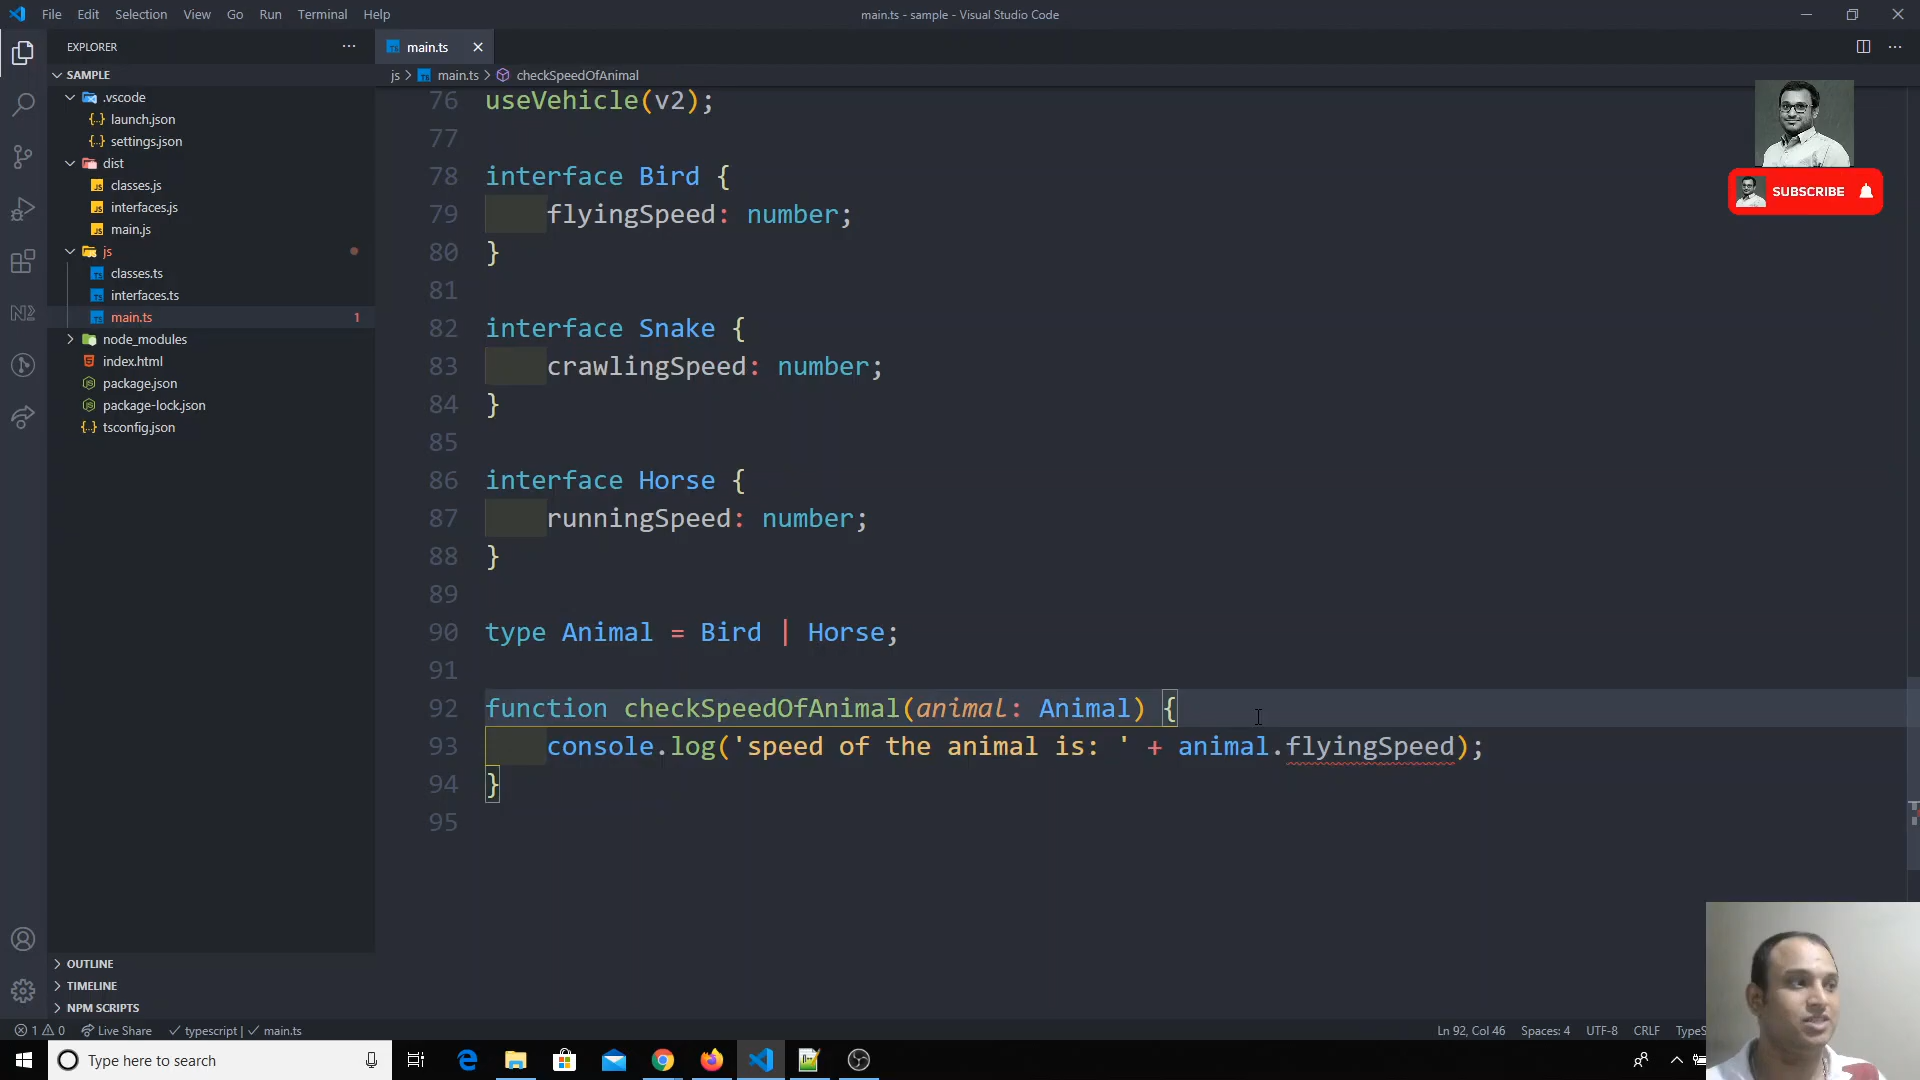 File Edit Selection View Go Run Terminal Help
main.ts - sample - Visual Studio Code
EXPLORER
SAMPLE
.vscode
launch.json
settings.json
dist
classes.js
interfaces.js
main.js
js
classes.ts
interfaces.ts
main.ts 1
node_modules
index.html
package.json
package-lock.json
tsconfig.json
OUTLINE
TIMELINE
NPM SCRIPTS
main.ts
js > main.ts > checkSpeedOfAnimal
76 useVehicle(v2);
77
78 interface Bird {
79 flyingSpeed: number;
80 }
81
82 interface Snake {
83 crawlingSpeed: number;
84 }
85
86 interface Horse {
87 runningSpeed: number;
88 }
89
90 type Animal = Bird | Horse;
91
92 function checkSpeedOfAnimal(animal: Animal) {
93 console.log('speed of the animal is: ' + animal.flyingSpeed);
94 }
95
SUBSCRIBE
1 0 Live Share typescript | main.ts
Ln 92, Col 46 Spaces: 4 UTF-8 CRLF TypeS
Type here to search